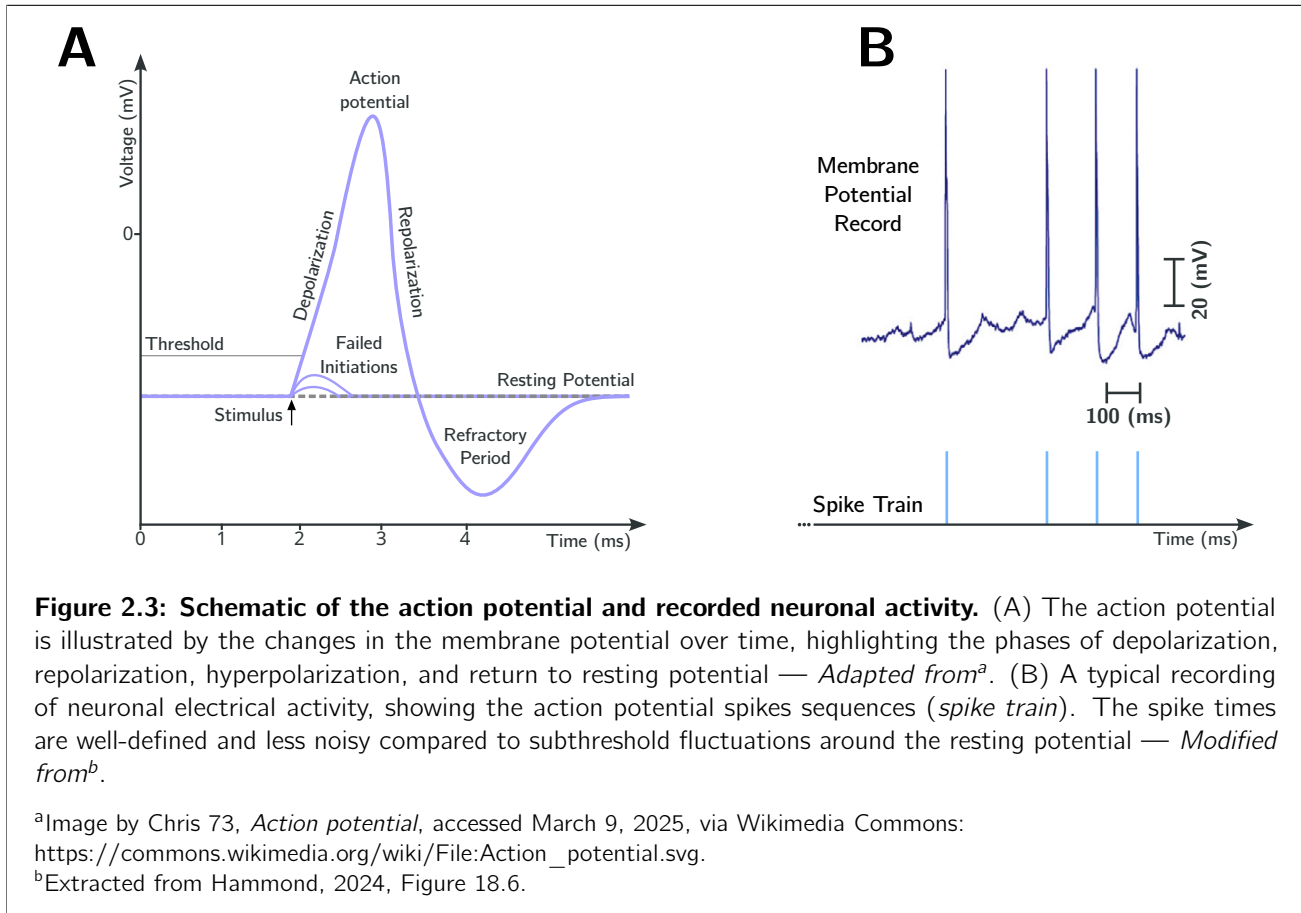 A
Voltage (mV)
0
Action
potential
Depolarization
Repolarization
Threshold
Failed
Initiations
Resting Potential
Stimulus
Refractory
Period
0 1 2 3 4 Time (ms)
B
Membrane
Potential
Record
20 (mV)
100 (ms)
Spike Train
Time (ms)
Figure 2.3: Schematic of the action potential and recorded neuronal activity. (A) The action potential
is illustrated by the changes in the membrane potential over time, highlighting the phases of depolarization,
repolarization, hyperpolarization, and return to resting potential — Adapted fromᵃ. (B) A typical recording
of neuronal electrical activity, showing the action potential spikes sequences (spike train). The spike times
are well-defined and less noisy compared to subthreshold fluctuations around the resting potential — Modified
fromᵇ.
ᵃImage by Chris 73, Action potential, accessed March 9, 2025, via Wikimedia Commons:
https://commons.wikimedia.org/wiki/File:Action_potential.svg.
ᵇExtracted from Hammond, 2024, Figure 18.6.